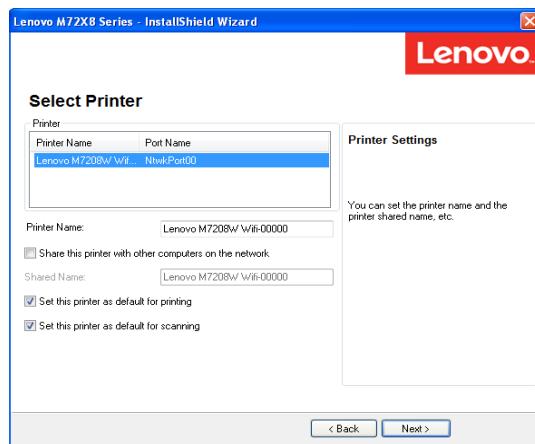 Lenovo M72X8 Series - InstallShield Wizard
Lenovo
Select Printer
Printer
Printer Name Port Name
Lenovo M7208W Wif... NtwkPort00
Printer Name: Lenovo M7208W Wifi-00000
Share this printer with other computers on the network
Shared Name: Lenovo M7208W Wifi-00000
Set this printer as default for printing
Set this printer as default for scanning
Printer Settings
You can set the printer name and the
printer shared name, etc.
< Back Next >